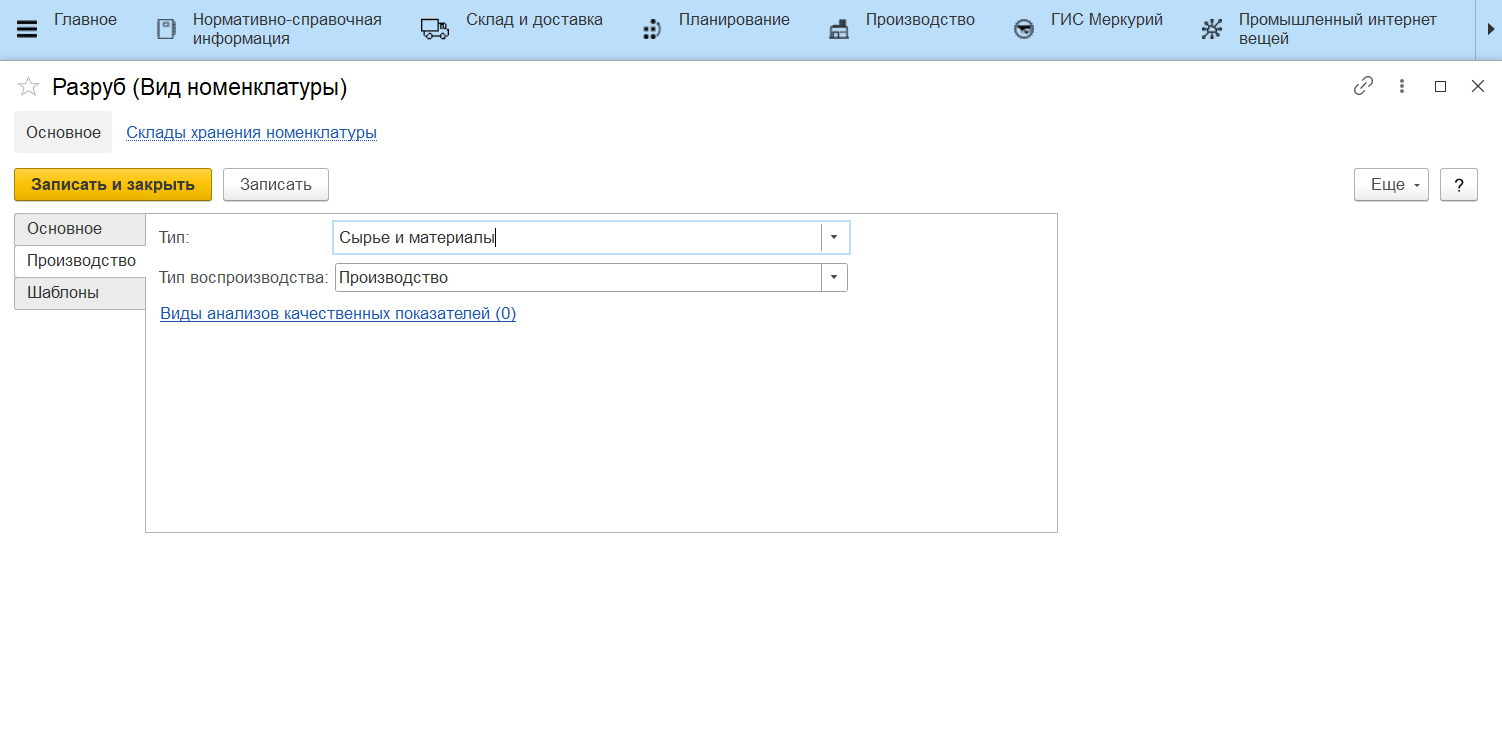 Главное
Нормативно-справочная
информация
Склад и доставка
Планирование
Производство
ГИС Меркурий
Промышленный интернет
вещей
Разруб (Вид номенклатуры)
Основное
Склады хранения номенклатуры
Записать и закрыть
Записать
Еще
?
Основное
Производство
Шаблоны
Тип:
Сырье и материалы
Тип воспроизводства:
Производство
Виды анализов качественных показателей (0)